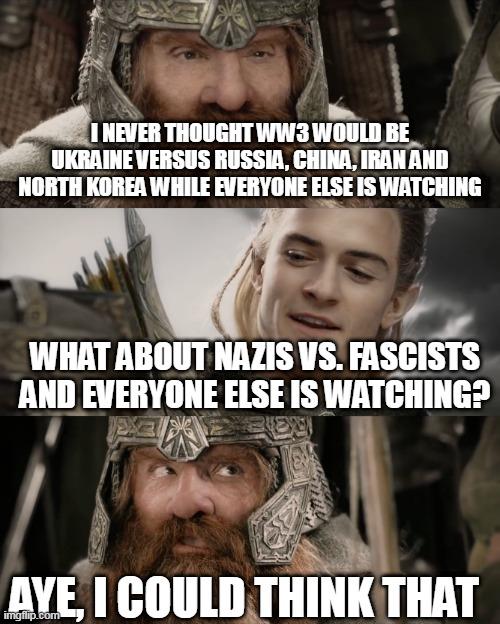 I NEVER THOUGHT WW3 WOULD BE
UKRAINE VERSUS RUSSIA, CHINA, IRAN AND
NORTH KOREA WHILE EVERYONE ELSE IS WATCHING
WHAT ABOUT NAZIS VS. FASCISTS
AND EVERYONE ELSE IS WATCHING?
AYE, I COULD THINK THAT
imgflip.com